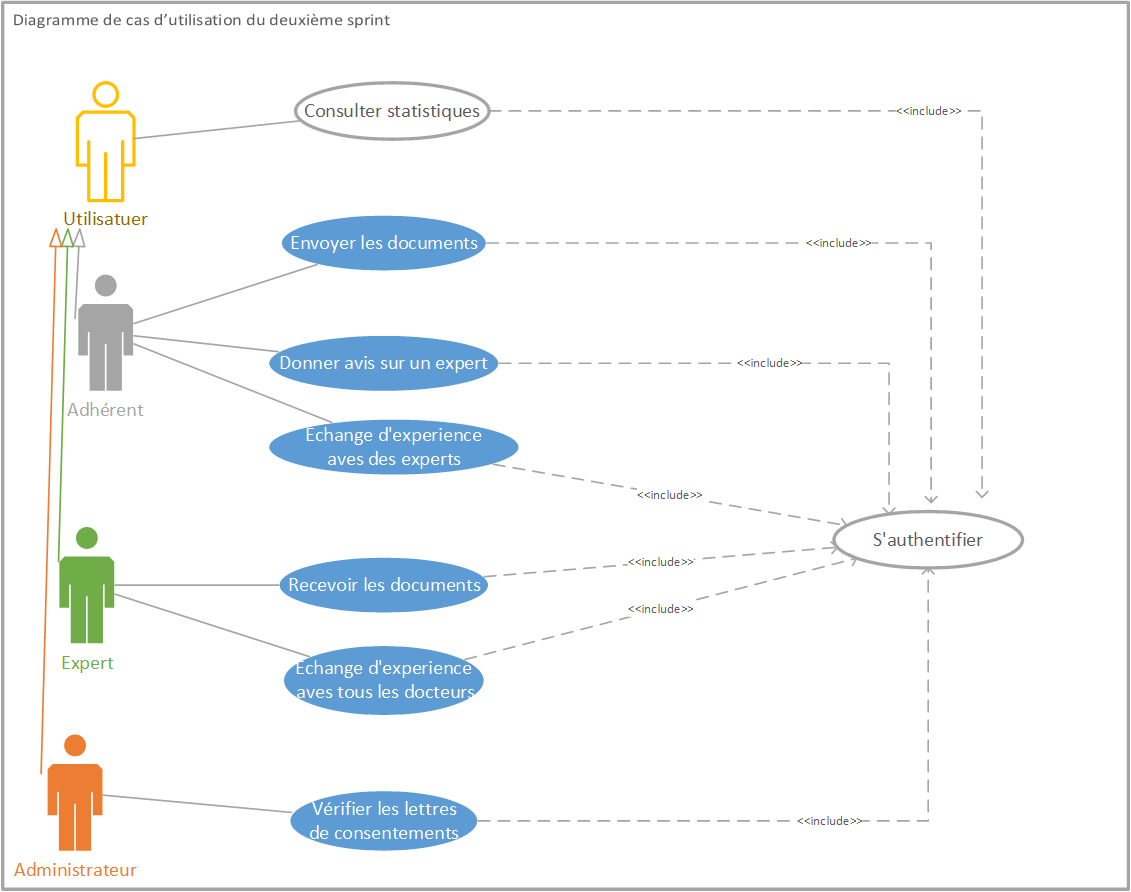 Diagramme de cas d’utilisation du deuxième sprint
Consulter statistiques
<<include>>
Utilisatuer
Envoyer les documents
<<include>>
Donner avis sur un expert
<<include>>
Adhérent
Echange d'experience
aves des experts
<<include>>
S'authentifier
<<include>>
Recevoir les documents
<<include>>
Expert
Echange d'experience
aves tous les docteurs
Vérifier les lettres
de consentements
<<include>>
Administrateur